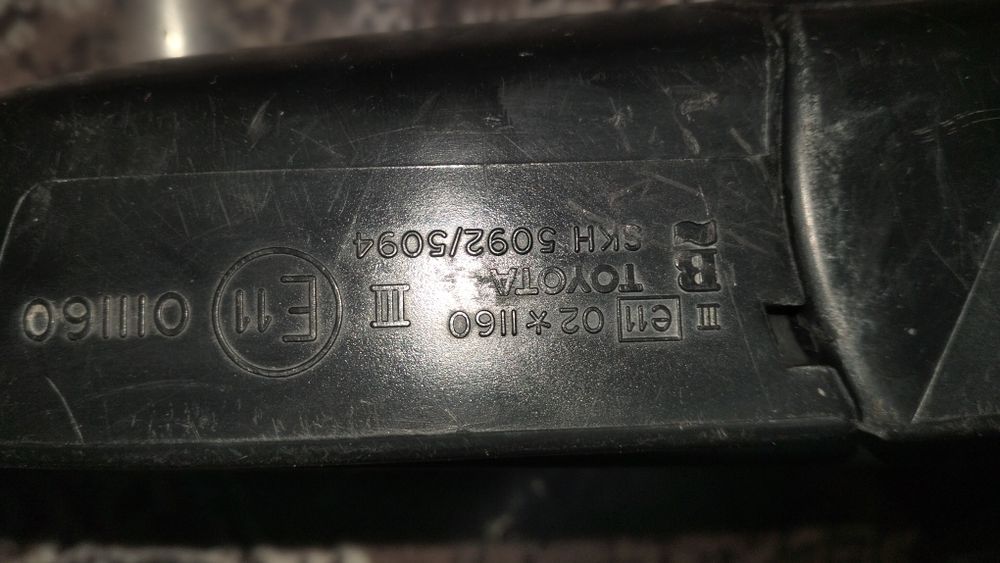 III e11 02*1160
B TOYOTA
SKH 5092/5094
III E11 011160